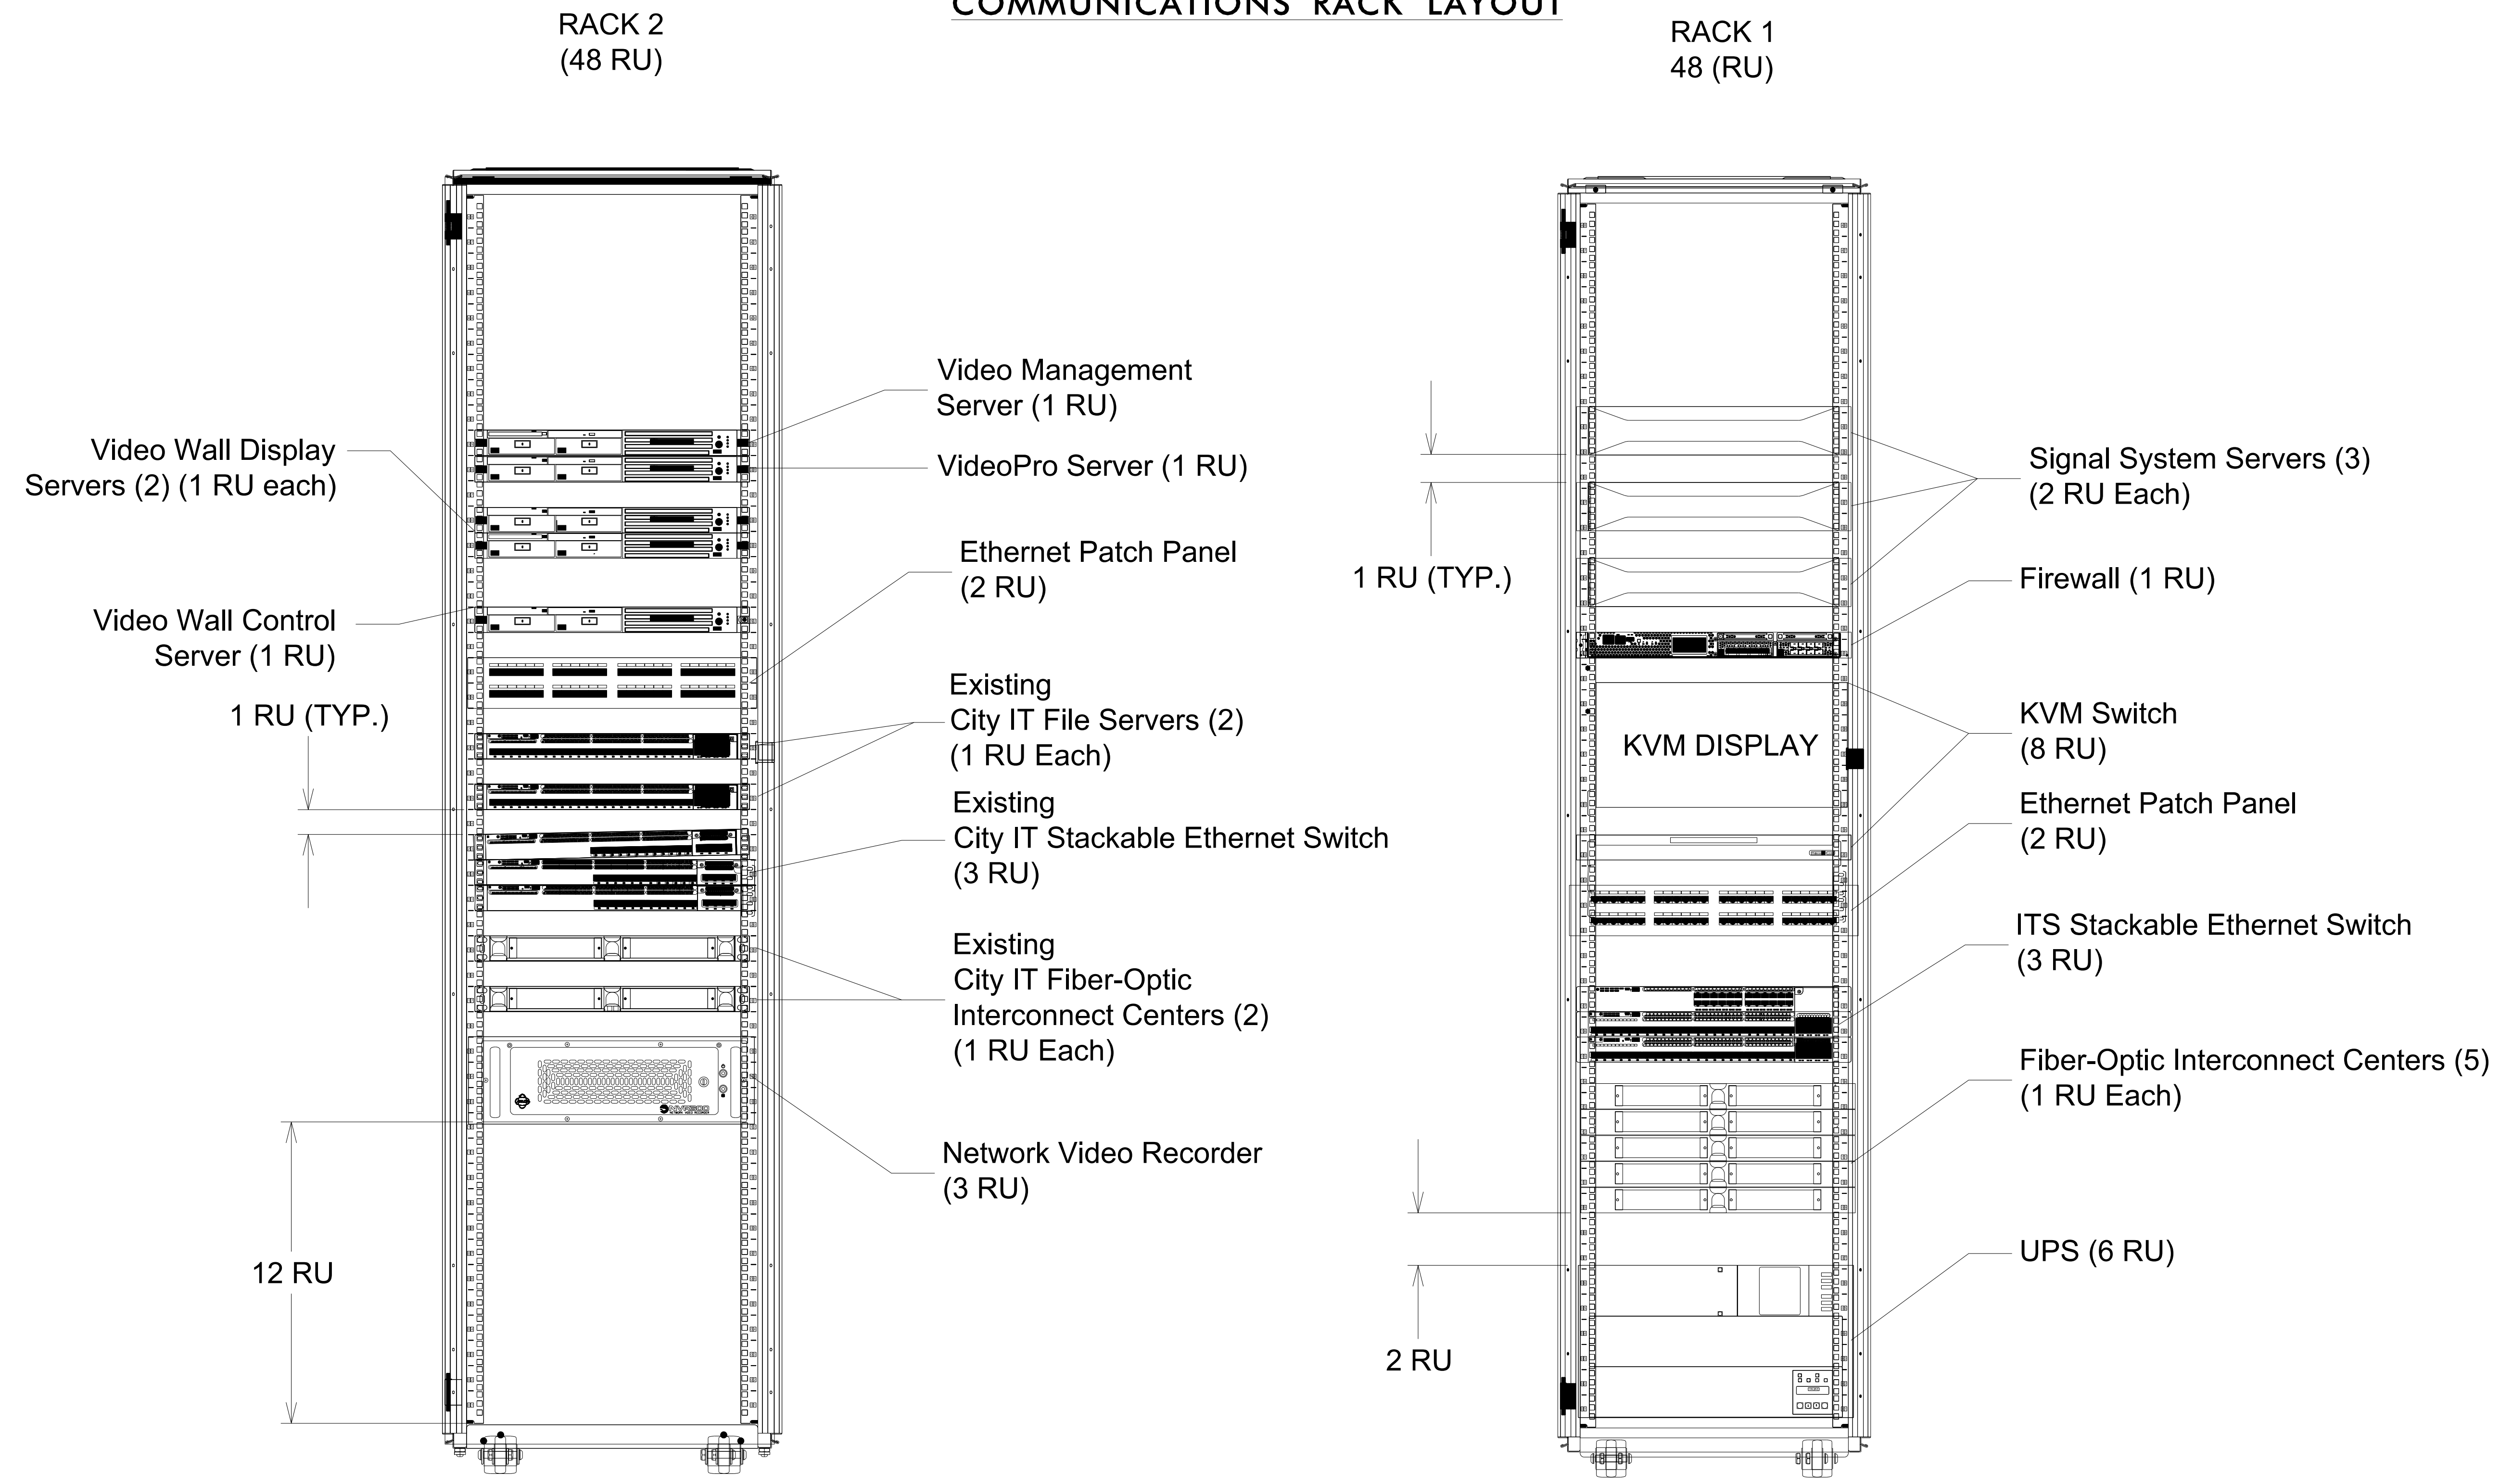 COMMUNICATIONS RACK LAYOUT
RACK 2
(48 RU)
RACK 1
48 (RU)
Video Wall Display
Servers (2) (1 RU each)
Video Wall Control
Server (1 RU)
1 RU (TYP.)
12 RU
Video Management
Server (1 RU)
VideoPro Server (1 RU)
Ethernet Patch Panel
(2 RU)
Existing
City IT File Servers (2)
(1 RU Each)
Existing
City IT Stackable Ethernet Switch
(3 RU)
Existing
City IT Fiber-Optic
Interconnect Centers (2)
(1 RU Each)
Network Video Recorder
(3 RU)
1 RU (TYP.)
2 RU
KVM DISPLAY
Signal System Servers (3)
(2 RU Each)
Firewall (1 RU)
KVM Switch
(8 RU)
Ethernet Patch Panel
(2 RU)
ITS Stackable Ethernet Switch
(3 RU)
Fiber-Optic Interconnect Centers (5)
(1 RU Each)
UPS (6 RU)